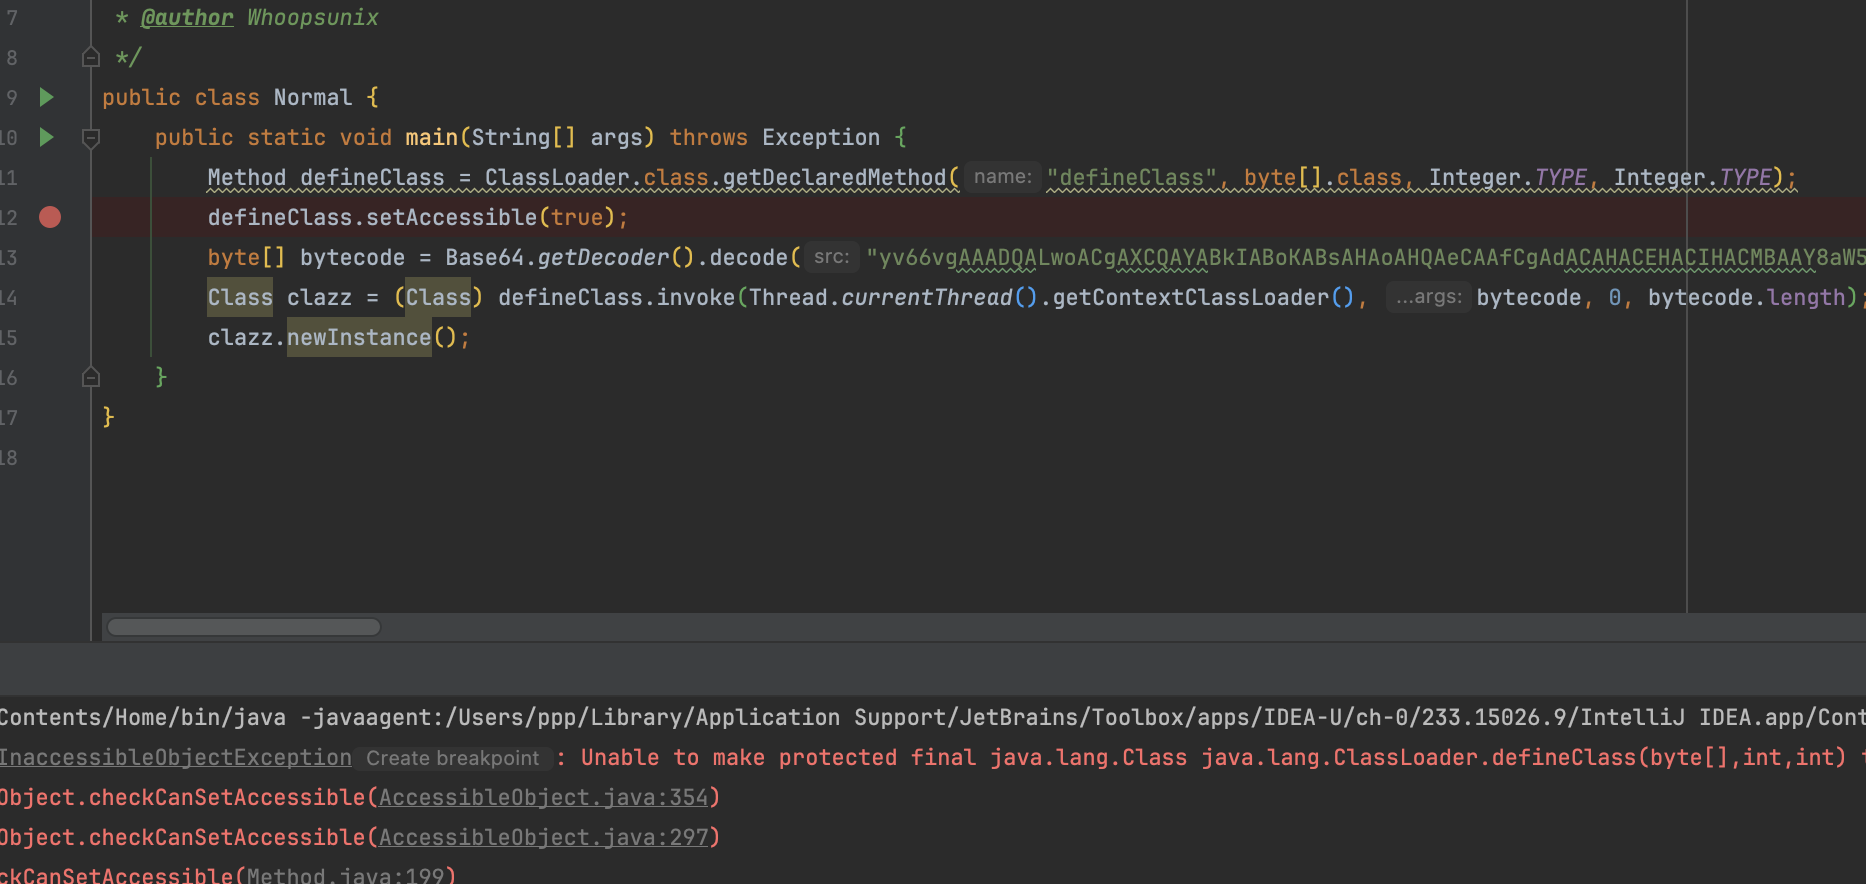 7 * @author Whoopsunix
8 */
9 public class Normal {
10 public static void main(String[] args) throws Exception {
11 Method defineClass = ClassLoader.class.getDeclaredMethod( name: "defineClass", byte[].class, Integer.TYPE, Integer.TYPE);
12 defineClass.setAccessible(true);
13 byte[] bytecode = Base64.getDecoder().decode( src: "yv66vgAAADQALwoACgAXCQAYABkIABoKABsAHAoAHQAeCAAfCgAdACAHACEHACIHACMBAAY8aW5
14 Class clazz = (Class) defineClass.invoke(Thread.currentThread().getContextClassLoader(), ...args: bytecode, 0, bytecode.length);
15 clazz.newInstance();
16 }
17 }
18
Contents/Home/bin/java -javaagent:/Users/ppp/Library/Application Support/JetBrains/Toolbox/apps/IDEA-U/ch-0/233.15026.9/IntelliJ IDEA.app/Cont
InaccessibleObjectException Create breakpoint : Unable to make protected final java.lang.Class java.lang.ClassLoader.defineClass(byte[],int,int) t
Object.checkCanSetAccessible(AccessibleObject.java:354)
Object.checkCanSetAccessible(AccessibleObject.java:297)
ckCanSetAccessible(Method.java:199)